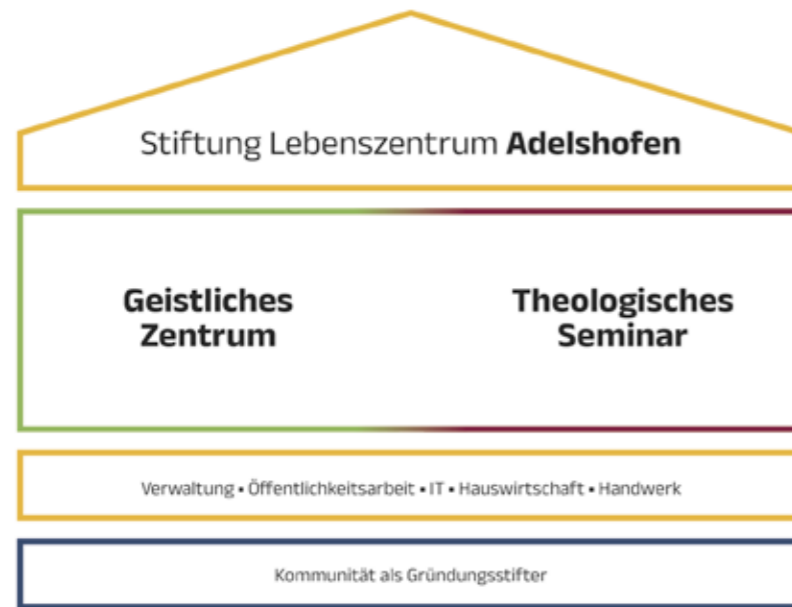 Stiftung Lebenszentrum Adelshofen
Geistliches
Zentrum
Theologisches
Seminar
Verwaltung ▪ Öffentlichkeitsarbeit ▪ IT ▪ Hauswirtschaft ▪ Handwerk
Kommunität als Gründungsstifter